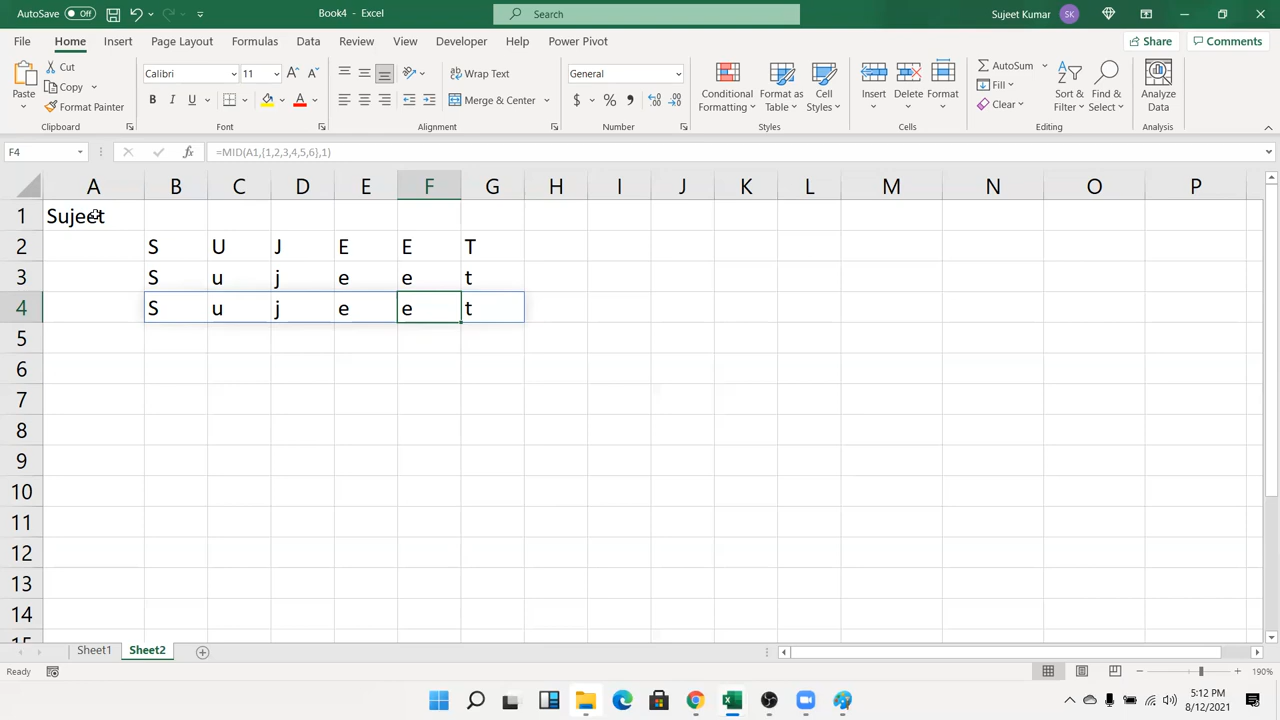 AutoSave Off Book4 - Excel Search Sujeet Kumar SK
File Home Insert Page Layout Formulas Data Review View Developer Help Power Pivot Share Comments
Paste Cut Copy Format Painter Clipboard
Calibri 11 A A B I U A Font
Wrap Text Merge & Center Alignment
General $ % , Number
Conditional Formatting Format as Table Cell Styles Styles
Insert Delete Format Cells
AutoSum Fill Clear Sort & Filter Find & Select Editing
Analyze Data Analysis
F4 fx =MID(A1,{1,2,3,4,5,6},1)
A B C D E F G H I J K L M N O P
1 Sujeet
2 S U J E E T
3 S u j e e t
4 S u j e e t
5
6
7
8
9
10
11
12
13
14
15
Sheet1 Sheet2
Ready 190%
5:12 PM
8/12/2021